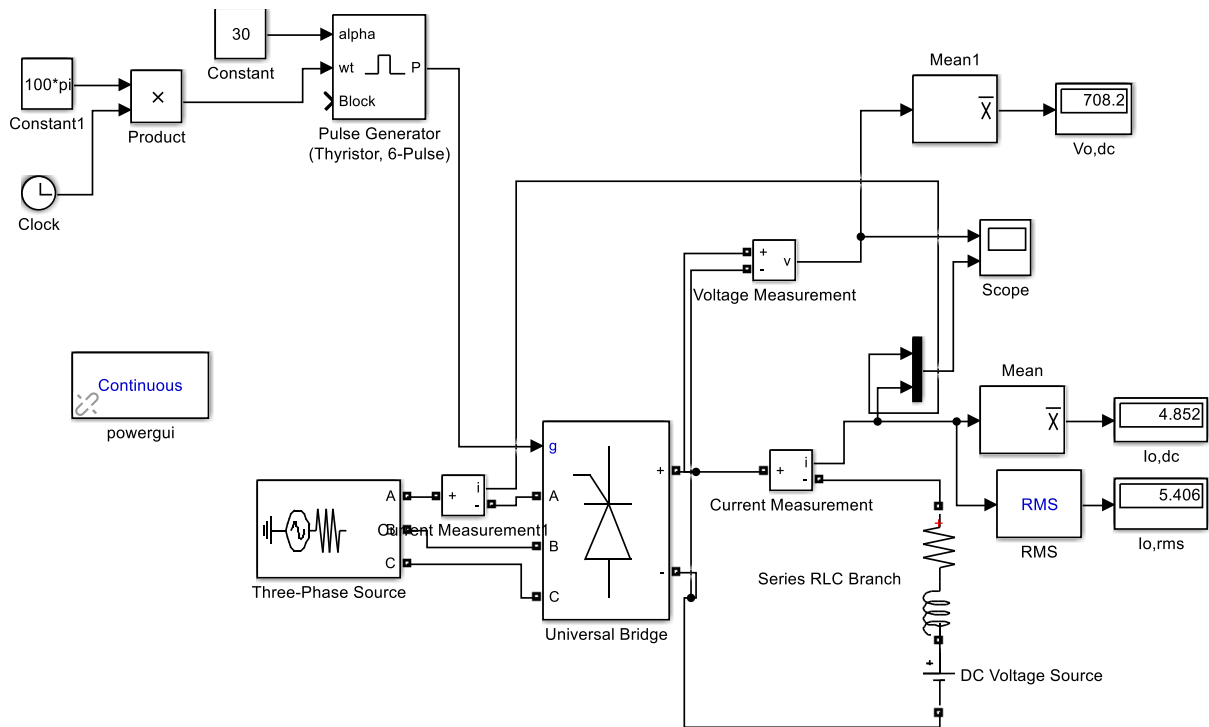 30
Constant
alpha
wt
P
Block
Pulse Generator
(Thyristor, 6-Pulse)
100*pi
Constant1
×
Product
Clock
Mean1
X
708.2
Vo,dc
+
-
v
Voltage Measurement
Scope
Continuous
powergui
Mean
X
4.852
Io,dc
g
+
A
B
C
-
Universal Bridge
A
B
C
Three-Phase Source
+
i
-
Current Measurement1
+
i
-
Current Measurement
RMS
RMS
5.406
Io,rms
+
Series RLC Branch
+
DC Voltage Source